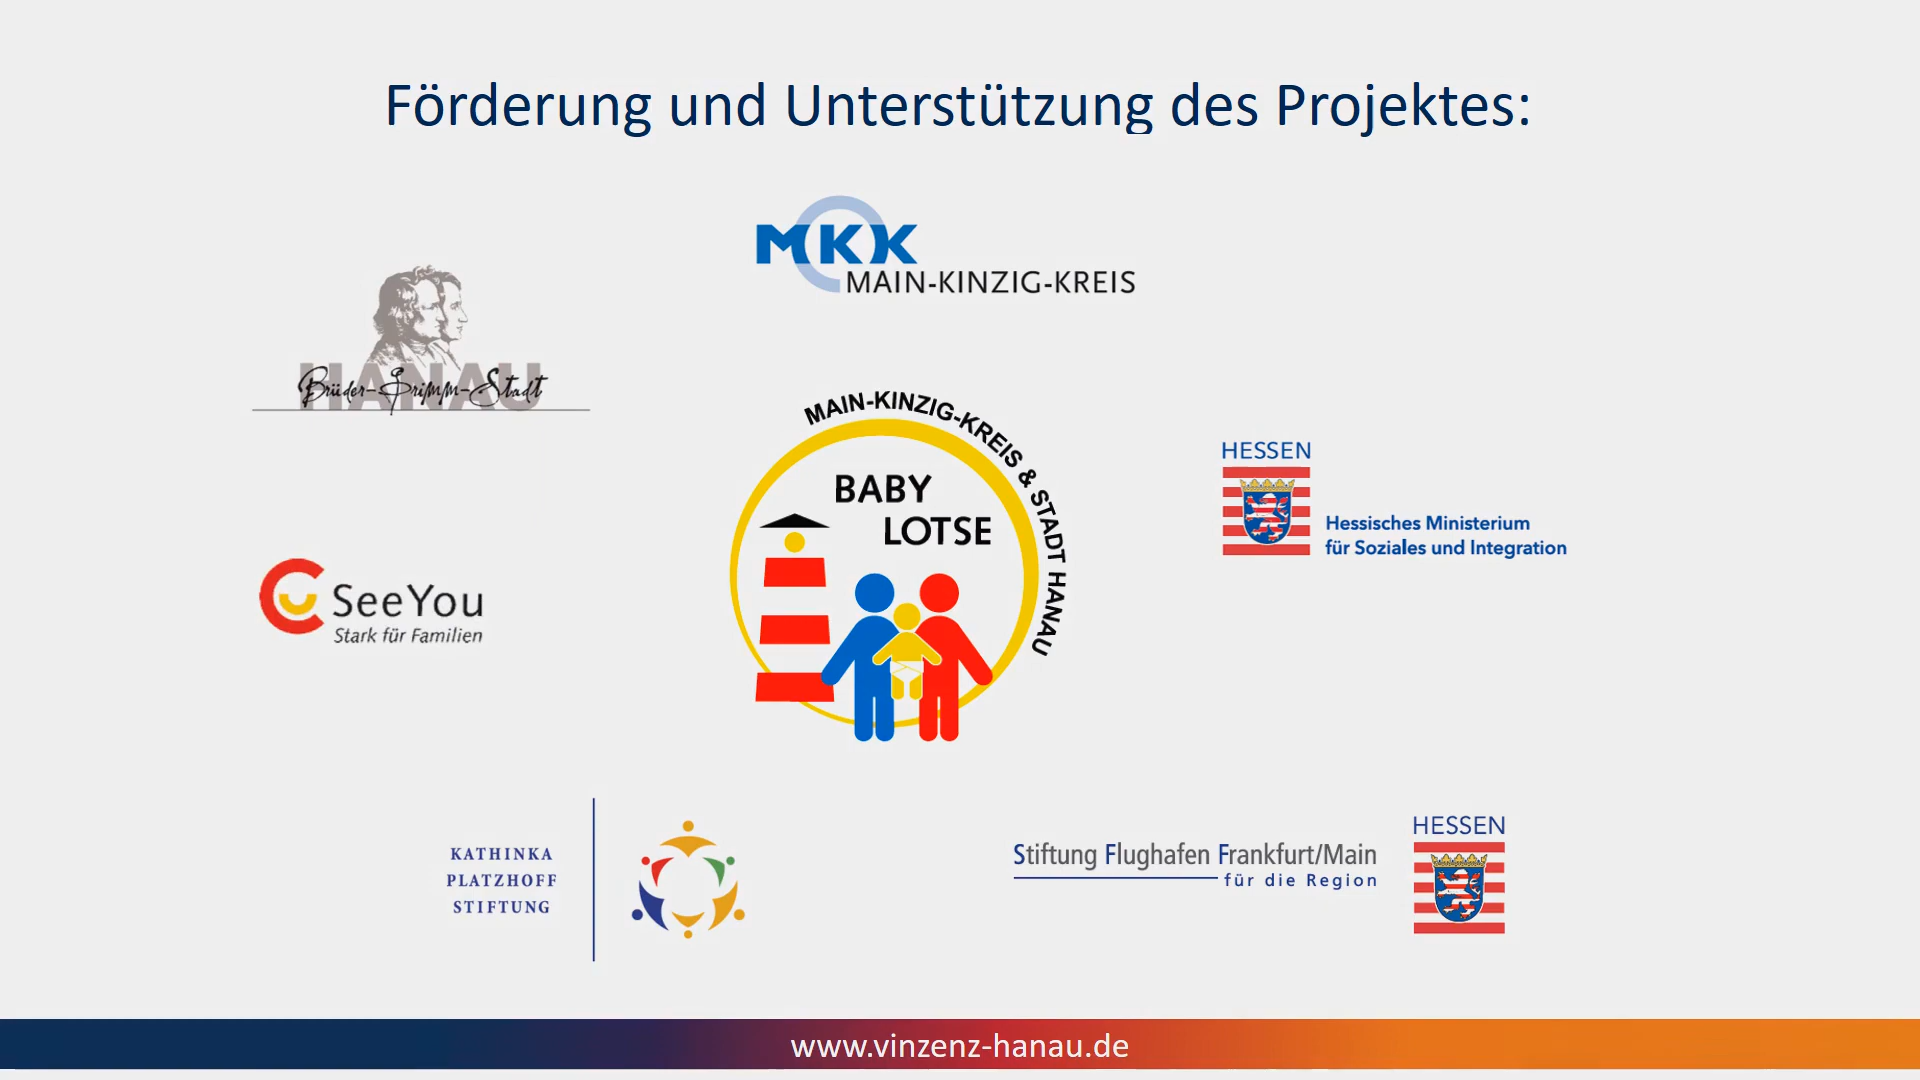 Förderung und Unterstützung des Projektes:
MKK
MAIN-KINZIG-KREIS
HANAU
Brüder-Grimm-Stadt
MAIN-KINZIG-KREIS & STADT HANAU
BABY
LOTSE
HESSEN
Hessisches Ministerium
für Soziales und Integration
SeeYou
Stark für Familien
KATHINKA
PLATZHOFF
STIFTUNG
Stiftung Flughafen Frankfurt/Main
für die Region
HESSEN
www.vinzenz-hanau.de